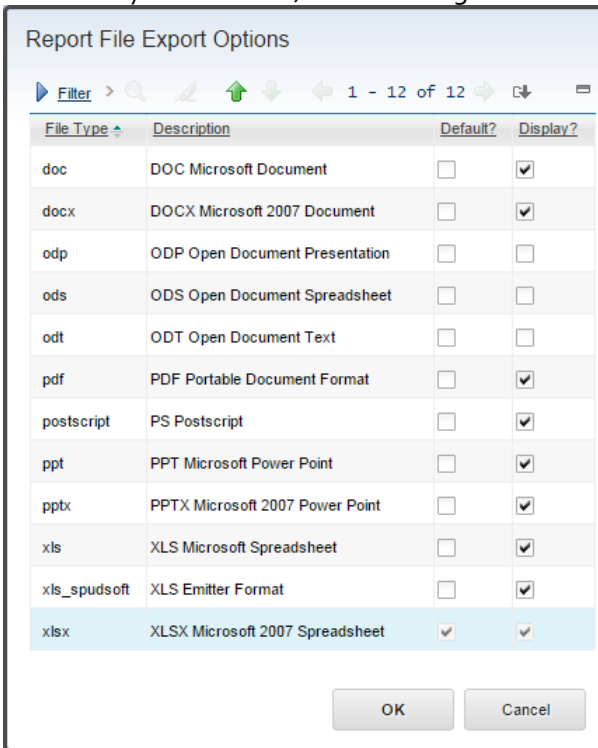 Report File Export Options
Filter > 1 - 12 of 12
File Type Description Default? Display?
doc DOC Microsoft Document
docx DOCX Microsoft 2007 Document
odp ODP Open Document Presentation
ods ODS Open Document Spreadsheet
odt ODT Open Document Text
pdf PDF Portable Document Format
postscript PS Postscript
ppt PPT Microsoft Power Point
pptx PPTX Microsoft 2007 Power Point
xls XLS Microsoft Spreadsheet
xls_spudsoft XLS Emitter Format
xlsx XLSX Microsoft 2007 Spreadsheet
OK Cancel